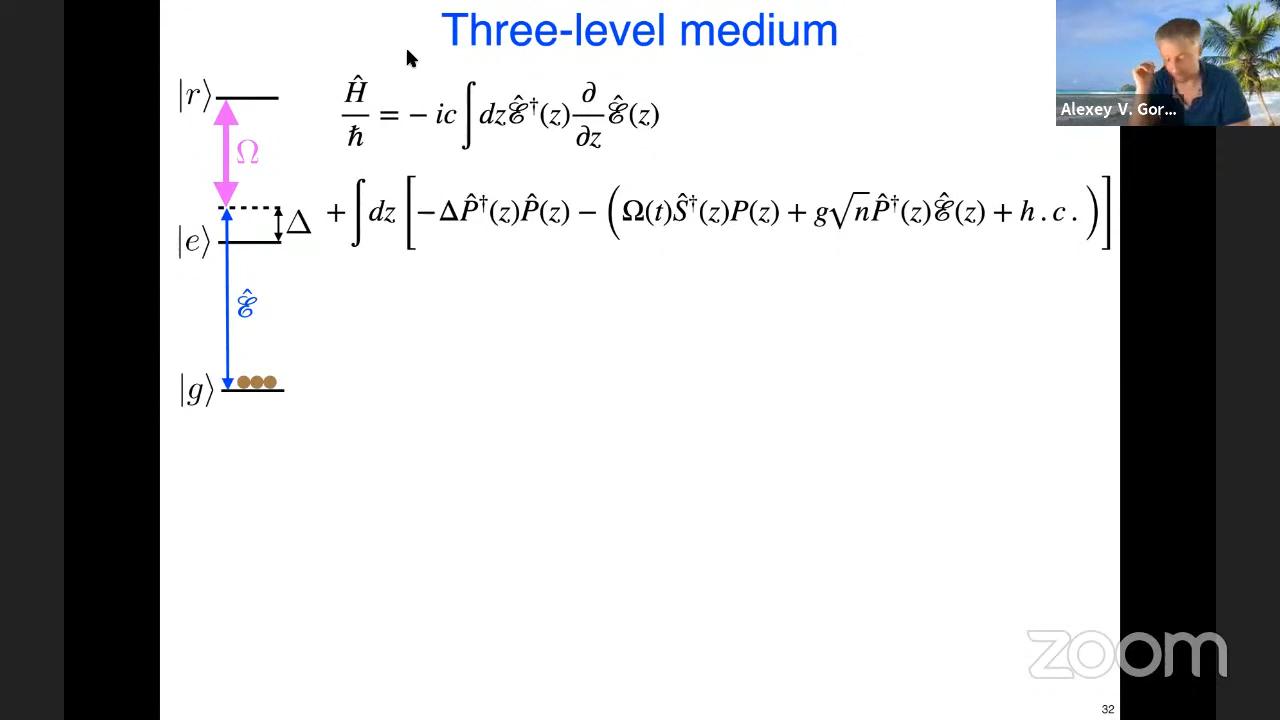 Three-level medium
|r⟩
Ω
Δ
|e⟩
ℰ̂
|g⟩
Ĥ/ħ = − ic ∫ dz ℰ̂†(z) ∂/∂z ℰ̂(z)
+ ∫ dz [ −ΔP̂†(z)P̂(z) − ( Ω(t)Ŝ†(z)P(z) + g√n P̂†(z)ℰ̂(z) + h . c . ) ]
Alexey V. Gor...
zoom
32